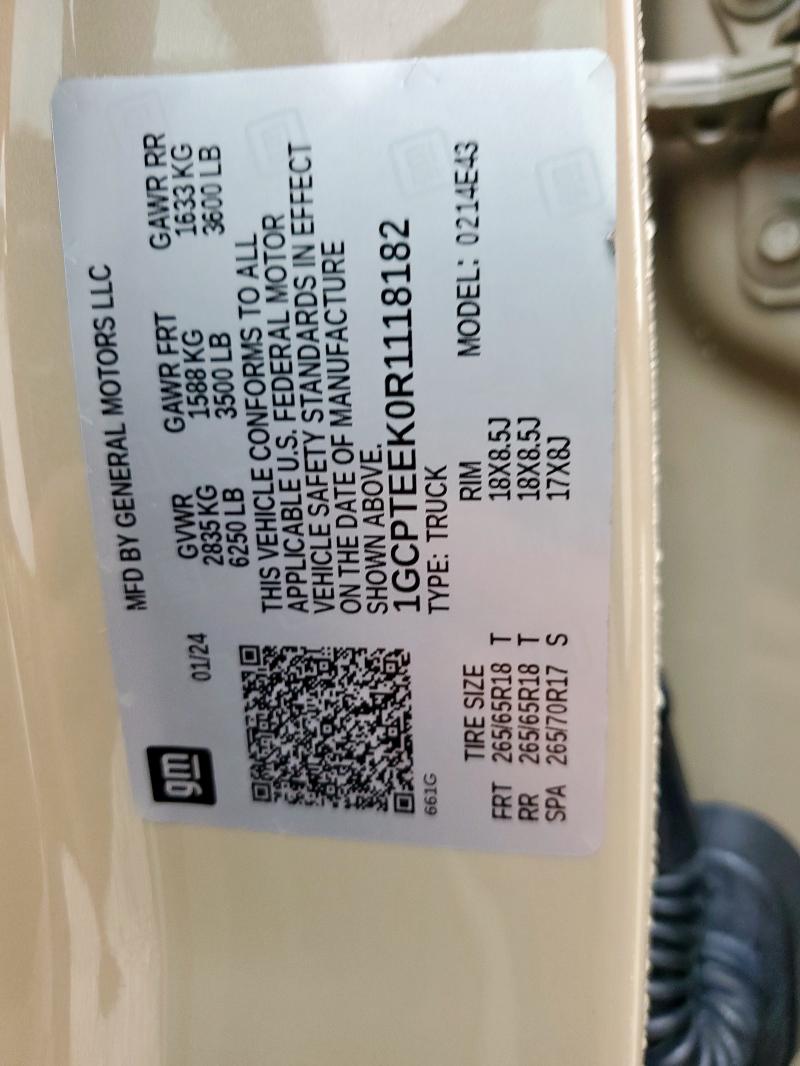 gm
MFD BY GENERAL MOTORS LLC
01/24
GVWR GAWR FRT GAWR RR
2835 KG 1588 KG 1633 KG
6250 LB 3500 LB 3600 LB
THIS VEHICLE CONFORMS TO ALL
APPLICABLE U.S. FEDERAL MOTOR
VEHICLE SAFETY STANDARDS IN EFFECT
ON THE DATE OF MANUFACTURE
SHOWN ABOVE.
1GCPTEEK0R1118182
TYPE: TRUCK MODEL: 0214E43
661G
TIRE SIZE RIM
FRT 265/65R18 T 18X8.5J
RR 265/65R18 T 18X8.5J
SPA 265/70R17 S 17X8J